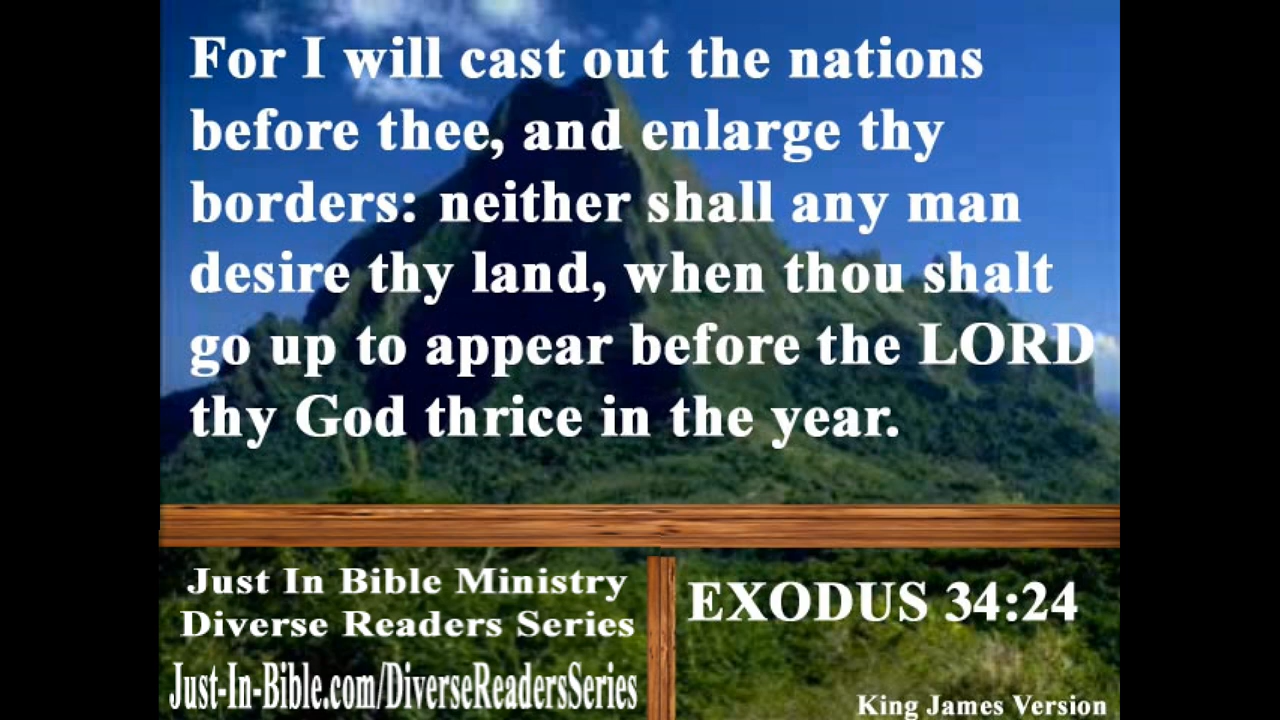 For I will cast out the nations
before thee, and enlarge thy
borders: neither shall any man
desire thy land, when thou shalt
go up to appear before the LORD
thy God thrice in the year.
Just In Bible Ministry
Diverse Readers Series
Just-In-Bible.com/DiverseReadersSeries
EXODUS 34:24
King James Version